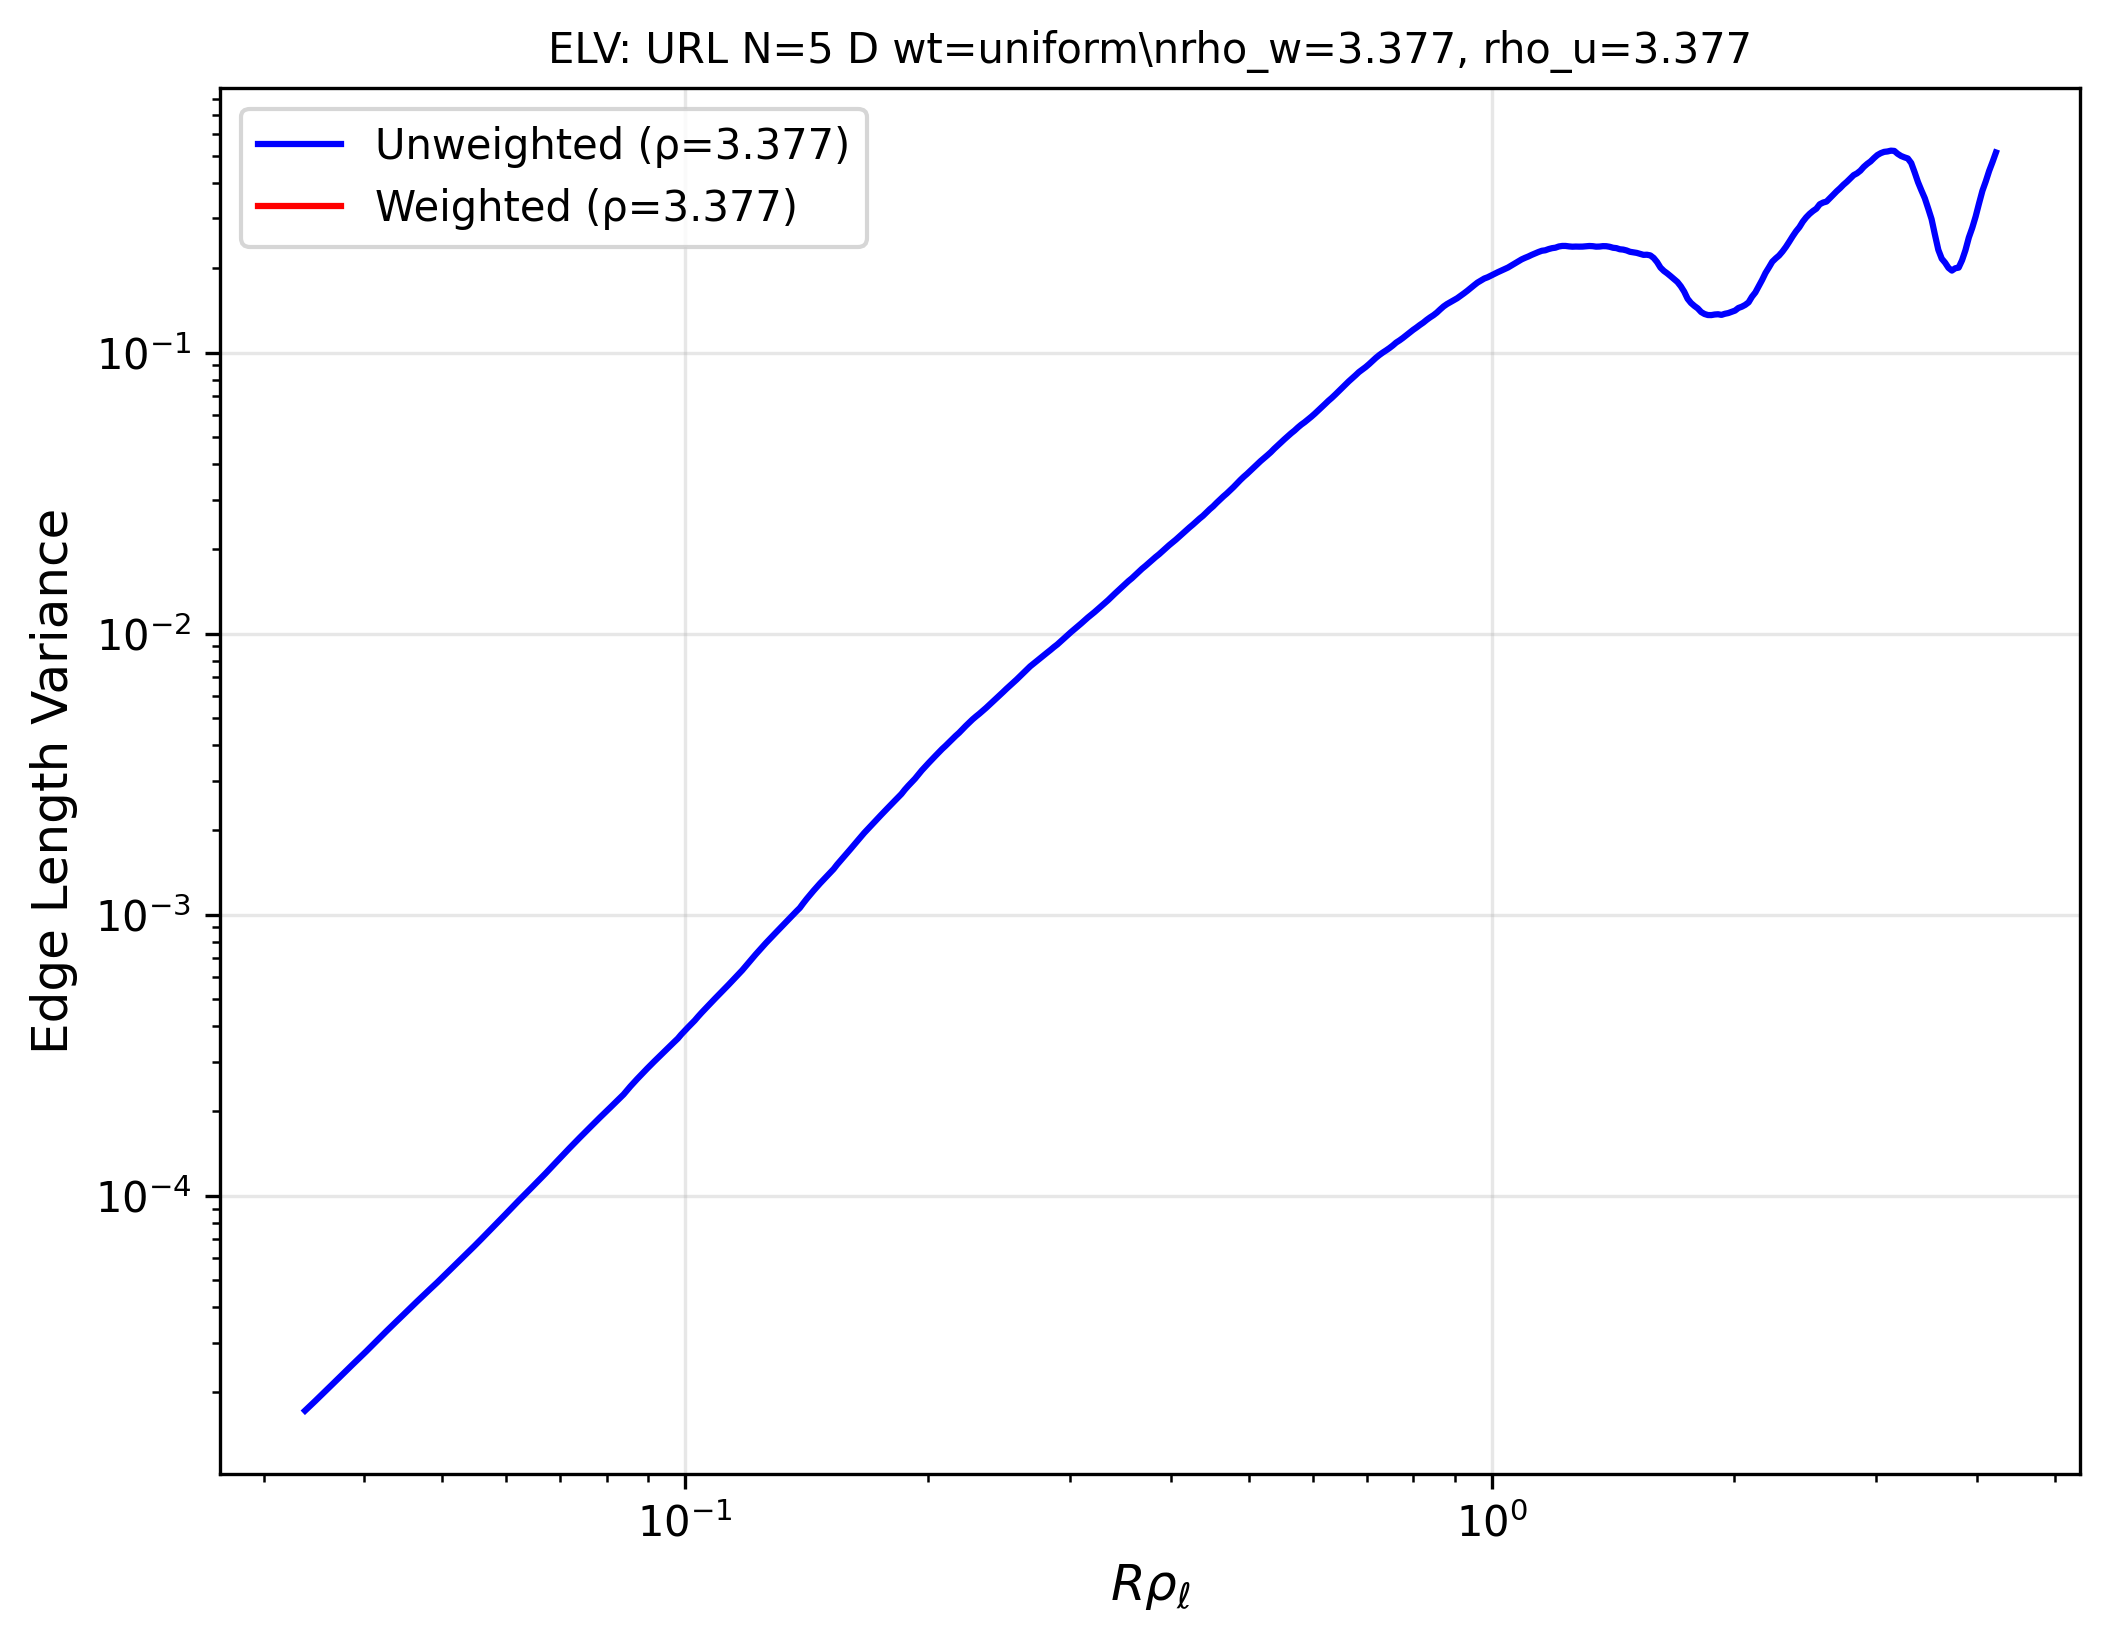 ELV: URL N=5 D wt=uniform\nrho_w=3.377, rho_u=3.377
Unweighted (ρ=3.377)
Weighted (ρ=3.377)
Edge Length Variance
10⁻¹
10⁻²
10⁻³
10⁻⁴
10⁻¹ 10⁰
Rρ_ℓ